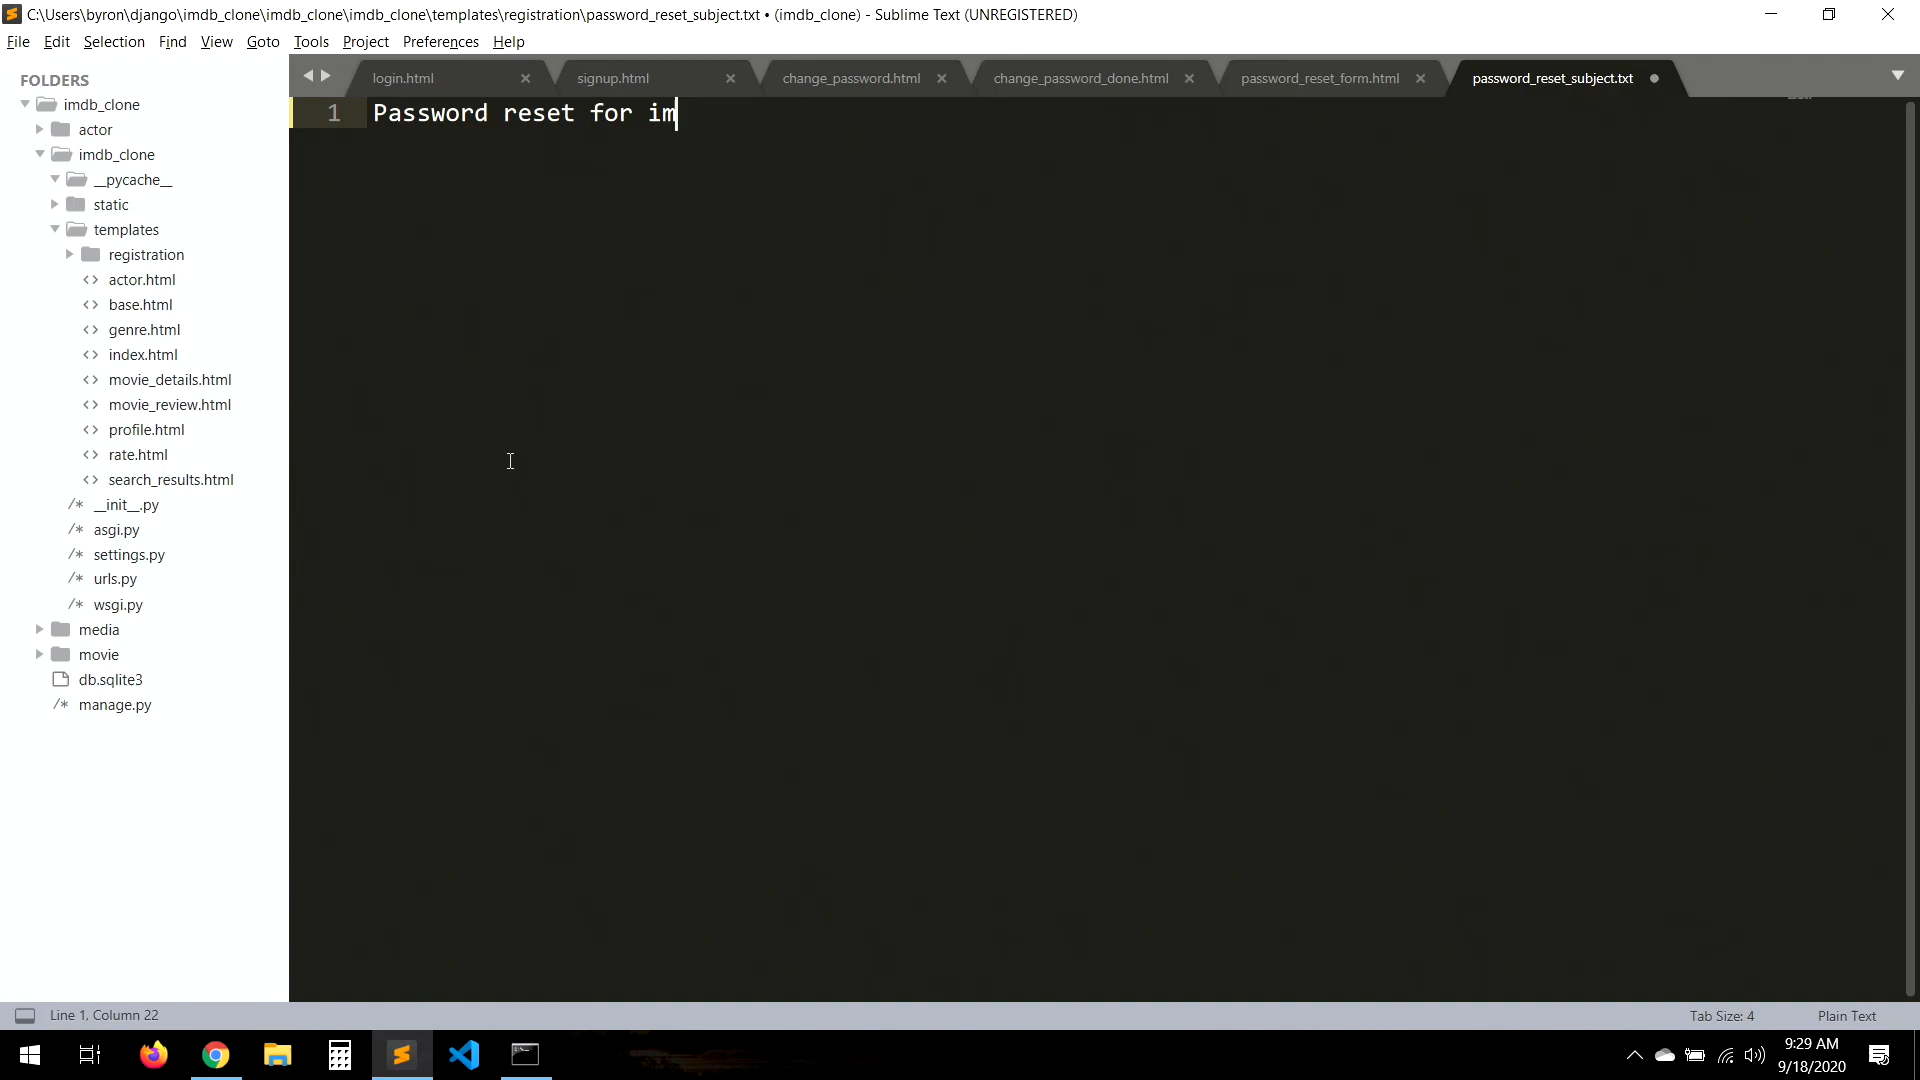 C:\Users\byron\django\imdb_clone\imdb_clone\imdb_clone\templates\registration\password_reset_subject.txt • (imdb_clone) - Sublime Text (UNREGISTERED)
File Edit Selection Find View Goto Tools Project Preferences Help
login.html signup.html change_password.html change_password_done.html password_reset_form.html password_reset_subject.txt
FOLDERS
imdb_clone
actor
imdb_clone
__pycache__
static
templates
registration
actor.html
base.html
genre.html
index.html
movie_details.html
movie_review.html
profile.html
rate.html
search_results.html
__init__.py
asgi.py
settings.py
urls.py
wsgi.py
media
movie
db.sqlite3
manage.py
1 Password reset for im
Line 1, Column 22
Tab Size: 4
Plain Text
9:29 AM
9/18/2020